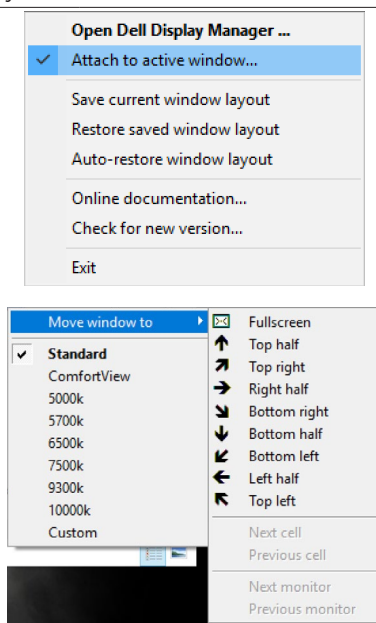 Open Dell Display Manager ...
Attach to active window...
Save current window layout
Restore saved window layout
Auto-restore window layout
Online documentation...
Check for new version...
Exit
Move window to
Standard
ComfortView
5000k
5700k
6500k
7500k
9300k
10000k
Custom
Fullscreen
Top half
Top right
Right half
Bottom right
Bottom half
Bottom left
Left half
Top left
Next cell
Previous cell
Next monitor
Previous monitor